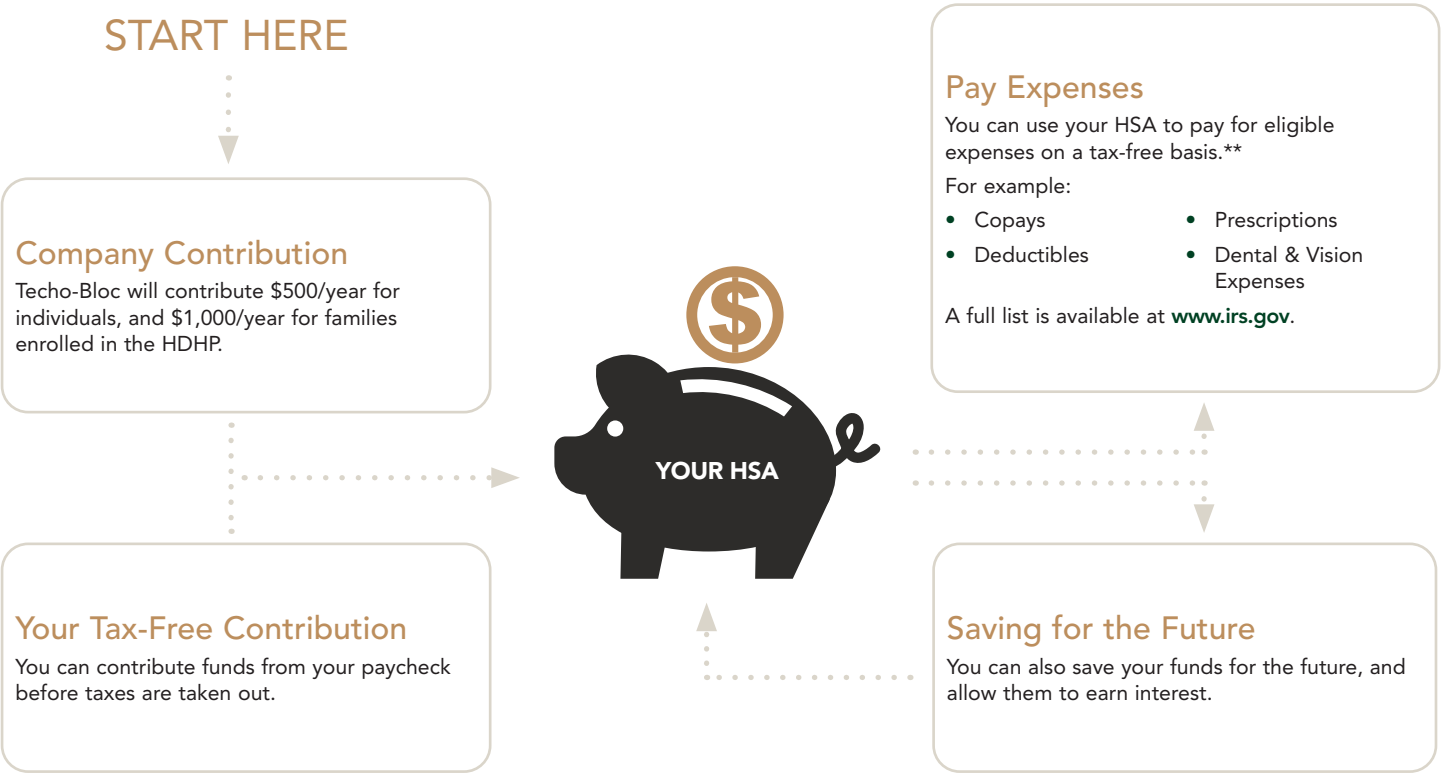 START HERE
Company Contribution
Techo-Bloc will contribute $500/year for
individuals, and $1,000/year for families
enrolled in the HDHP.
Your Tax-Free Contribution
You can contribute funds from your paycheck
before taxes are taken out.
$
YOUR HSA
Pay Expenses
You can use your HSA to pay for eligible
expenses on a tax-free basis.**
For example:
• Copays
• Deductibles
• Prescriptions
• Dental & Vision
Expenses
A full list is available at www.irs.gov.
Saving for the Future
You can also save your funds for the future, and
allow them to earn interest.